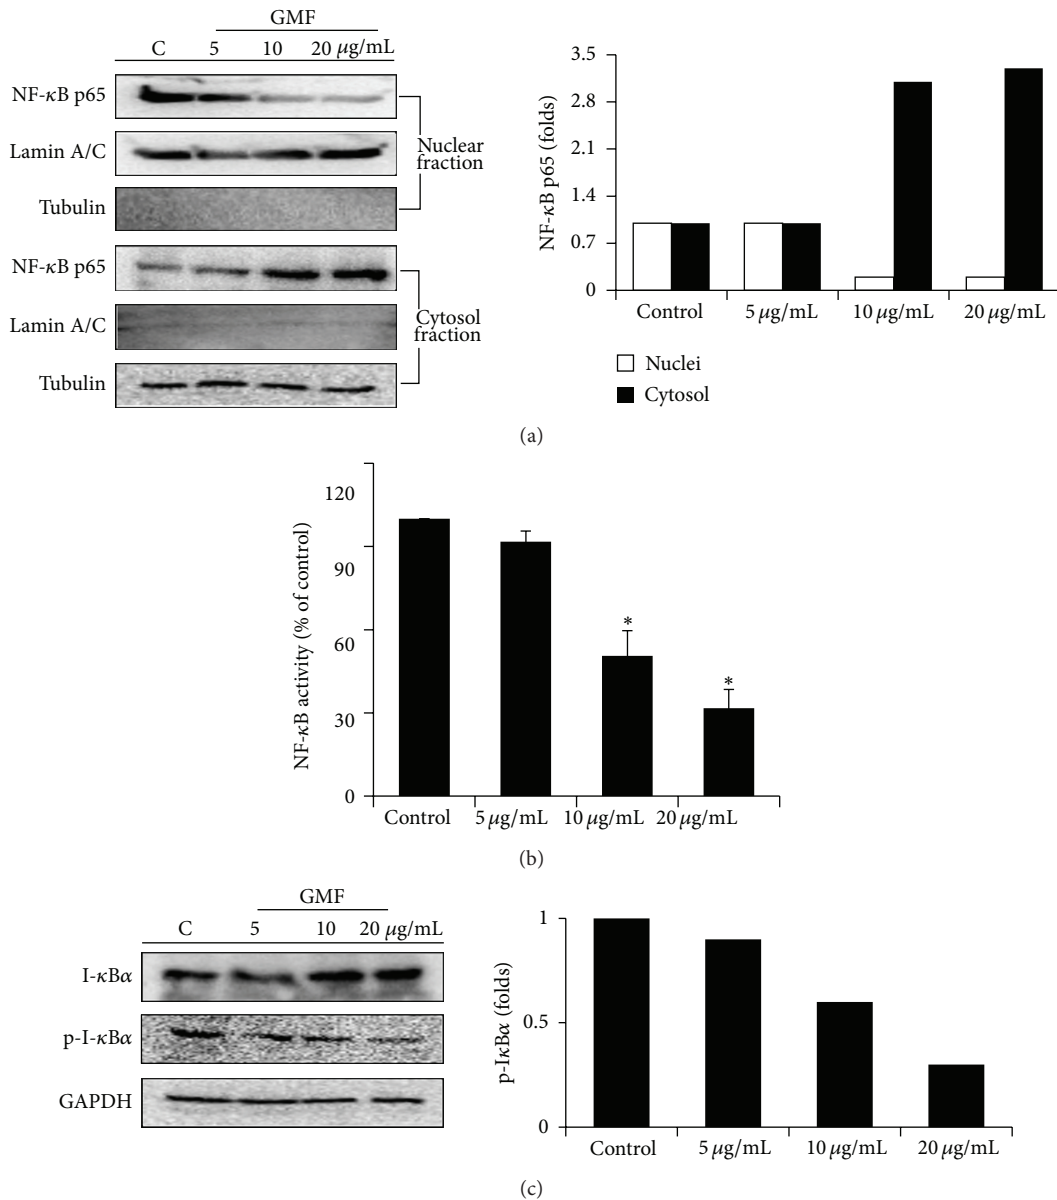 GMF
C 5 10 20 μg/mL
NF-κB p65
Lamin A/C
Tubulin
Nuclear
fraction
NF-κB p65
Lamin A/C
Tubulin
Cytosol
fraction
NF-κB p65 (folds)
3.5
2.8
2.1
1.4
0.7
0
Control 5 μg/mL 10 μg/mL 20 μg/mL
Nuclei
Cytosol
(a)
NF-κB activity (% of control)
120
90
60
30
0
* *
Control 5 μg/mL 10 μg/mL 20 μg/mL
(b)
GMF
C 5 10 20 μg/mL
I-κBα
p-I-κBα
GAPDH
p-IκBα (folds)
1
0.5
0
Control 5 μg/mL 10 μg/mL 20 μg/mL
(c)